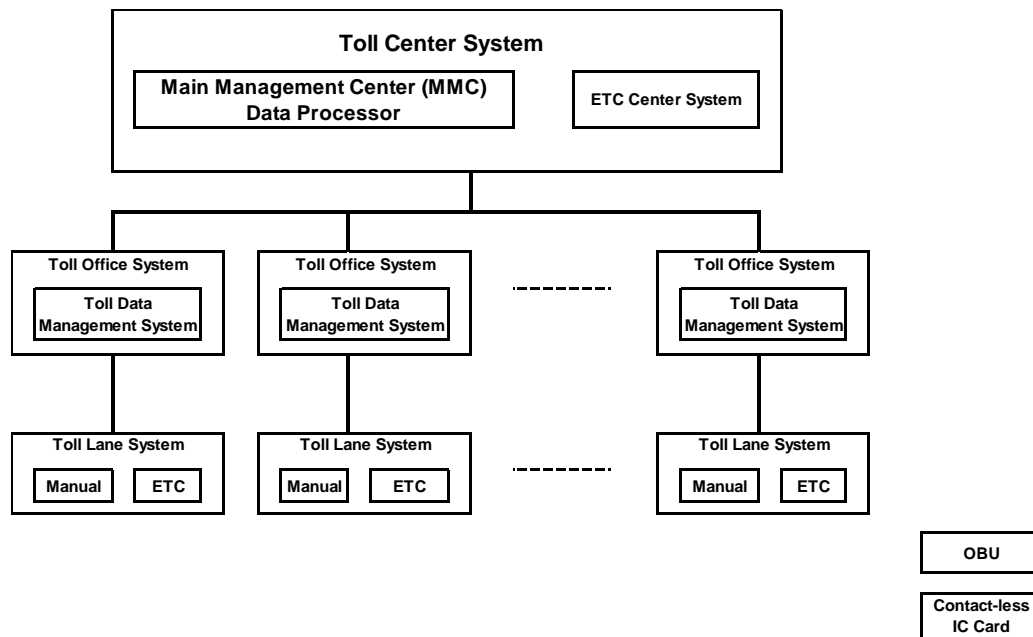 Toll Center System
Main Management Center (MMC)
Data Processor
ETC Center System
Toll Office System
Toll Data
Management System
Toll Office System
Toll Data
Management System
Toll Office System
Toll Data
Management System
Toll Lane System
Manual
ETC
Toll Lane System
Manual
ETC
Toll Lane System
Manual
ETC
OBU
Contact-less
IC Card